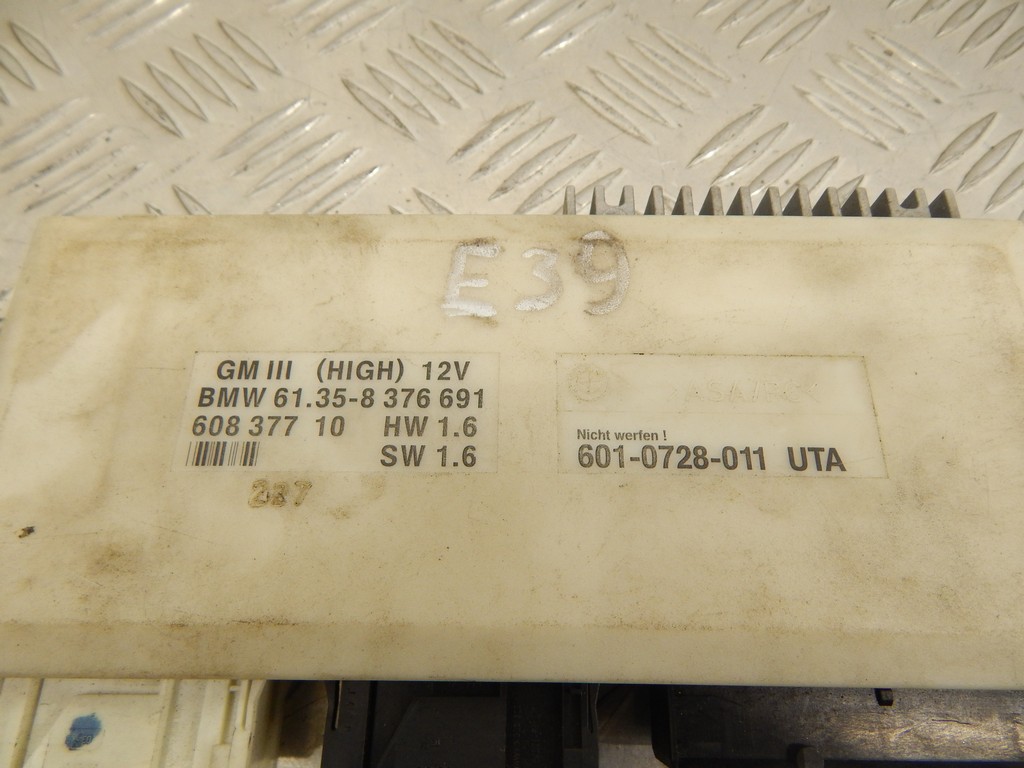 E39
GM III (HIGH) 12V
BMW 61.35-8 376 691
608 377 10 HW 1.6
SW 1.6
287
Nicht werfen !
601-0728-011 UTA